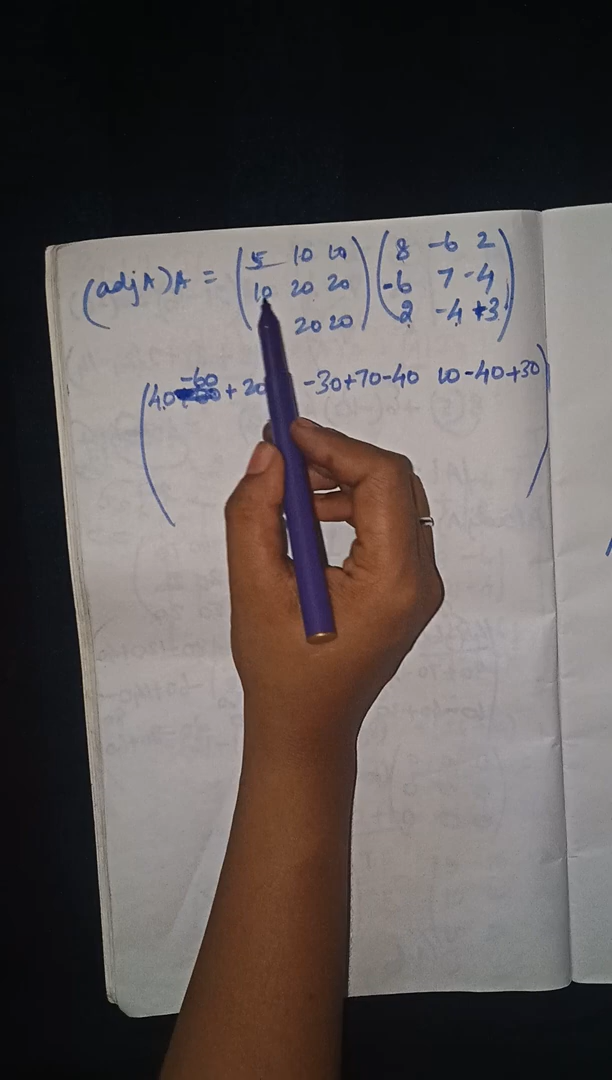 (adjA)A = (5 10 10) (8 -6 2)
(10 20 20) (-6 7 -4)
(20 20) (2 -4 +3)
(40 -60 + 20 -30+70-40 10-40+30)